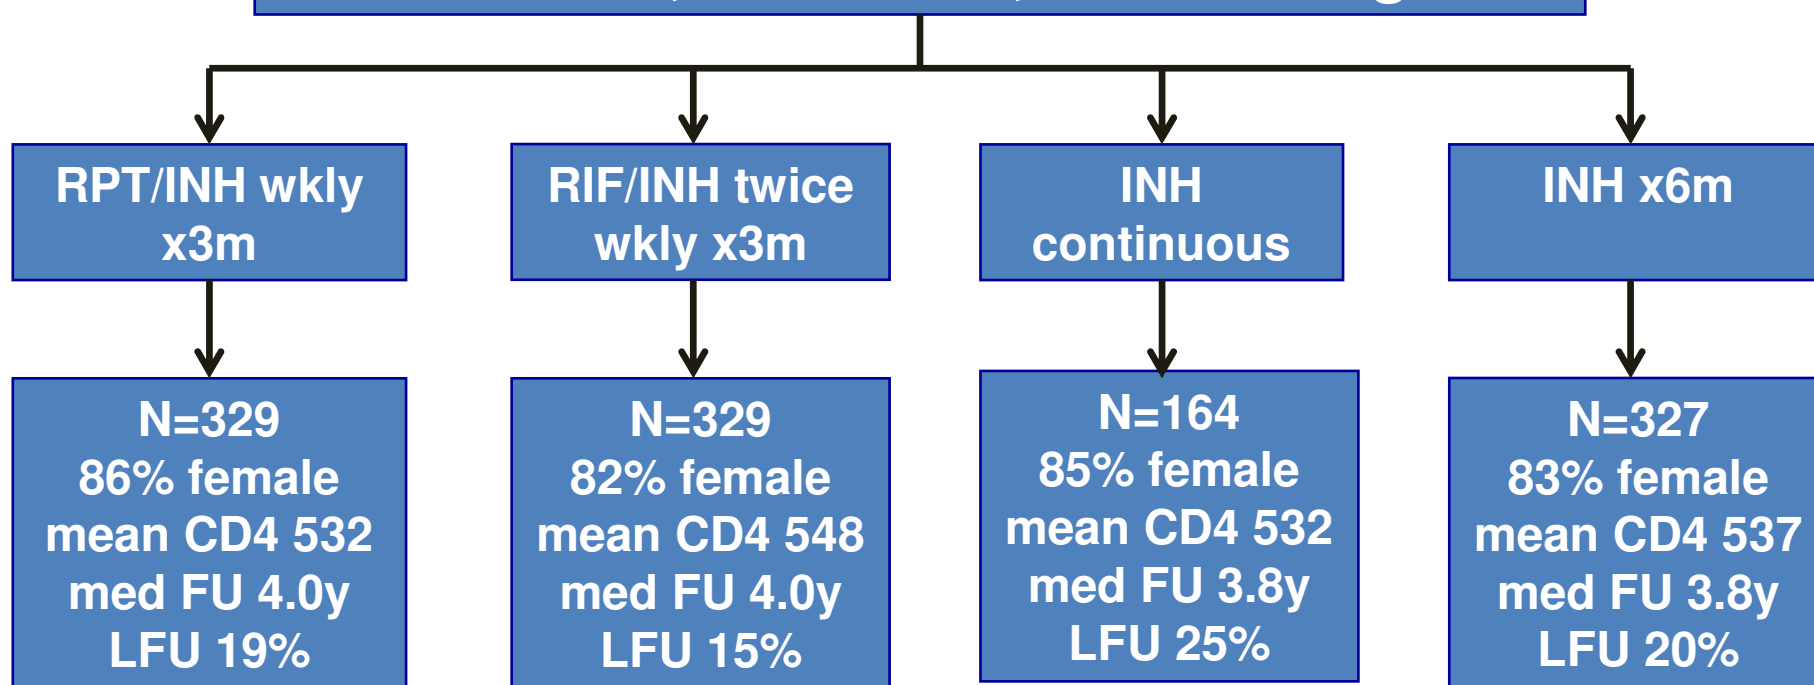 RPT/INH wkly
x3m
RIF/INH twice
wkly x3m
INH
continuous
INH x6m
N=329
86% female
mean CD4 532
med FU 4.0y
LFU 19%
N=329
82% female
mean CD4 548
med FU 4.0y
LFU 15%
N=164
85% female
mean CD4 532
med FU 3.8y
LFU 25%
N=327
83% female
mean CD4 537
med FU 3.8y
LFU 20%